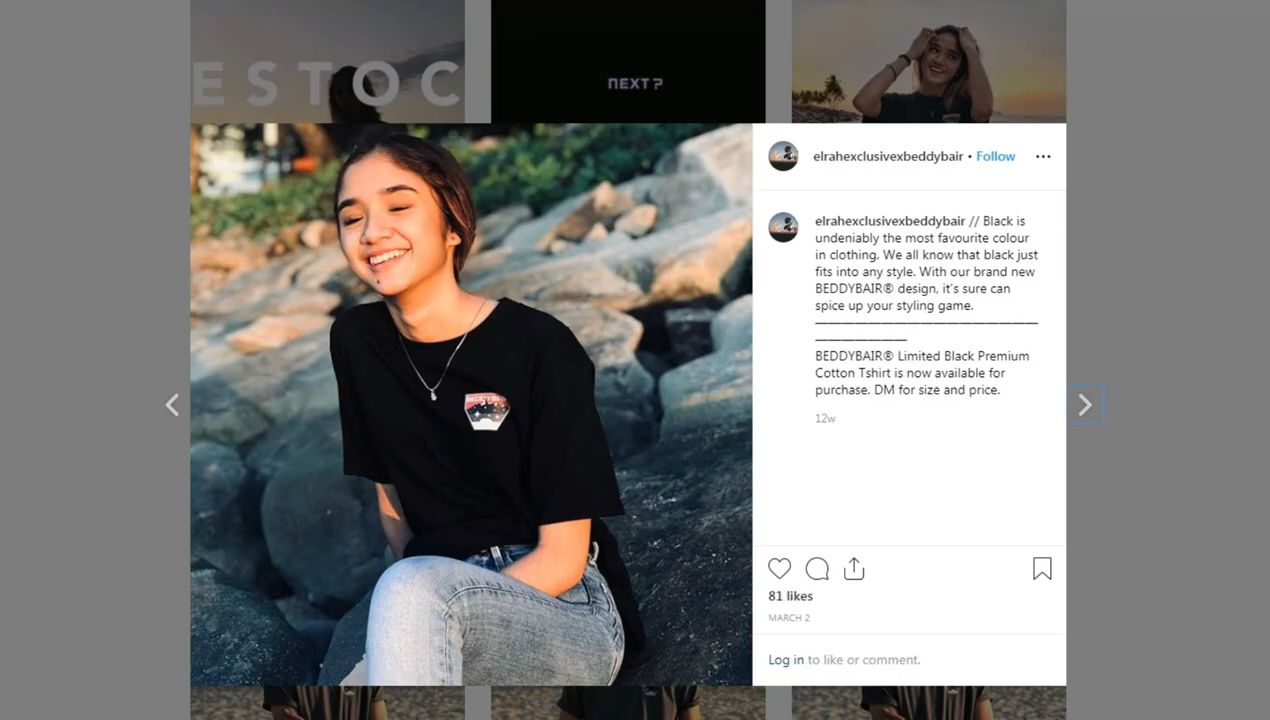 ESTOC
NEXT?
elrahexclusivexbeddybair • Follow
elrahexclusivexbeddybair // Black is
undeniably the most favourite colour
in clothing. We all know that black just
fits into any style. With our brand new
BEDDYBAIR® design, it's sure can
spice up your styling game.
BEDDYBAIR® Limited Black Premium
Cotton Tshirt is now available for
purchase. DM for size and price.
12w
BEDDYBAIR
81 likes
MARCH 2
Log in to like or comment.